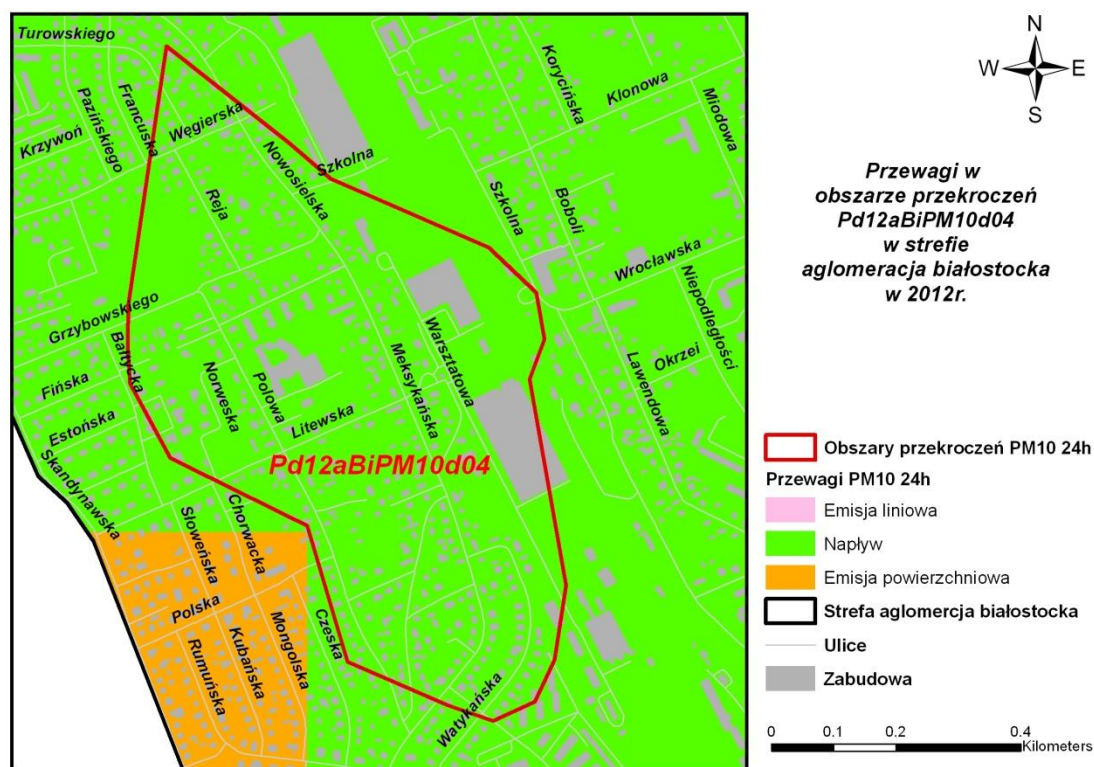 Turowskiego
Pazińskiego
Francuska
Krzywoń
Węgierska
Nowosielska
Szkolna
Reja
Korycińska
Klonowa
Miodowa
Szkolna
Boboli
Wrocławska
Niepodległości
Grzybowskiego
Bałtycka
Fińska
Norweska
Estońska
Polowa
Litewska
Meksykańska
Warsztatowa
Okrzei
Lawendowa
Skandynawska
Pd12aBiPM10d04
Słoweńska
Chorwacka
Polska
Rumuńska
Kubańska
Mongolska
Czeska
Watykańska
N
W E
S
Przewagi w
obszarze przekroczeń
Pd12aBiPM10d04
w strefie
aglomeracja białostocka
w 2012r.
Obszary przekroczeń PM10 24h
Przewagi PM10 24h
Emisja liniowa
Napływ
Emisja powierzchniowa
Strefa aglomercja białostocka
Ulice
Zabudowa
0 0.1 0.2 0.4
Kilometers